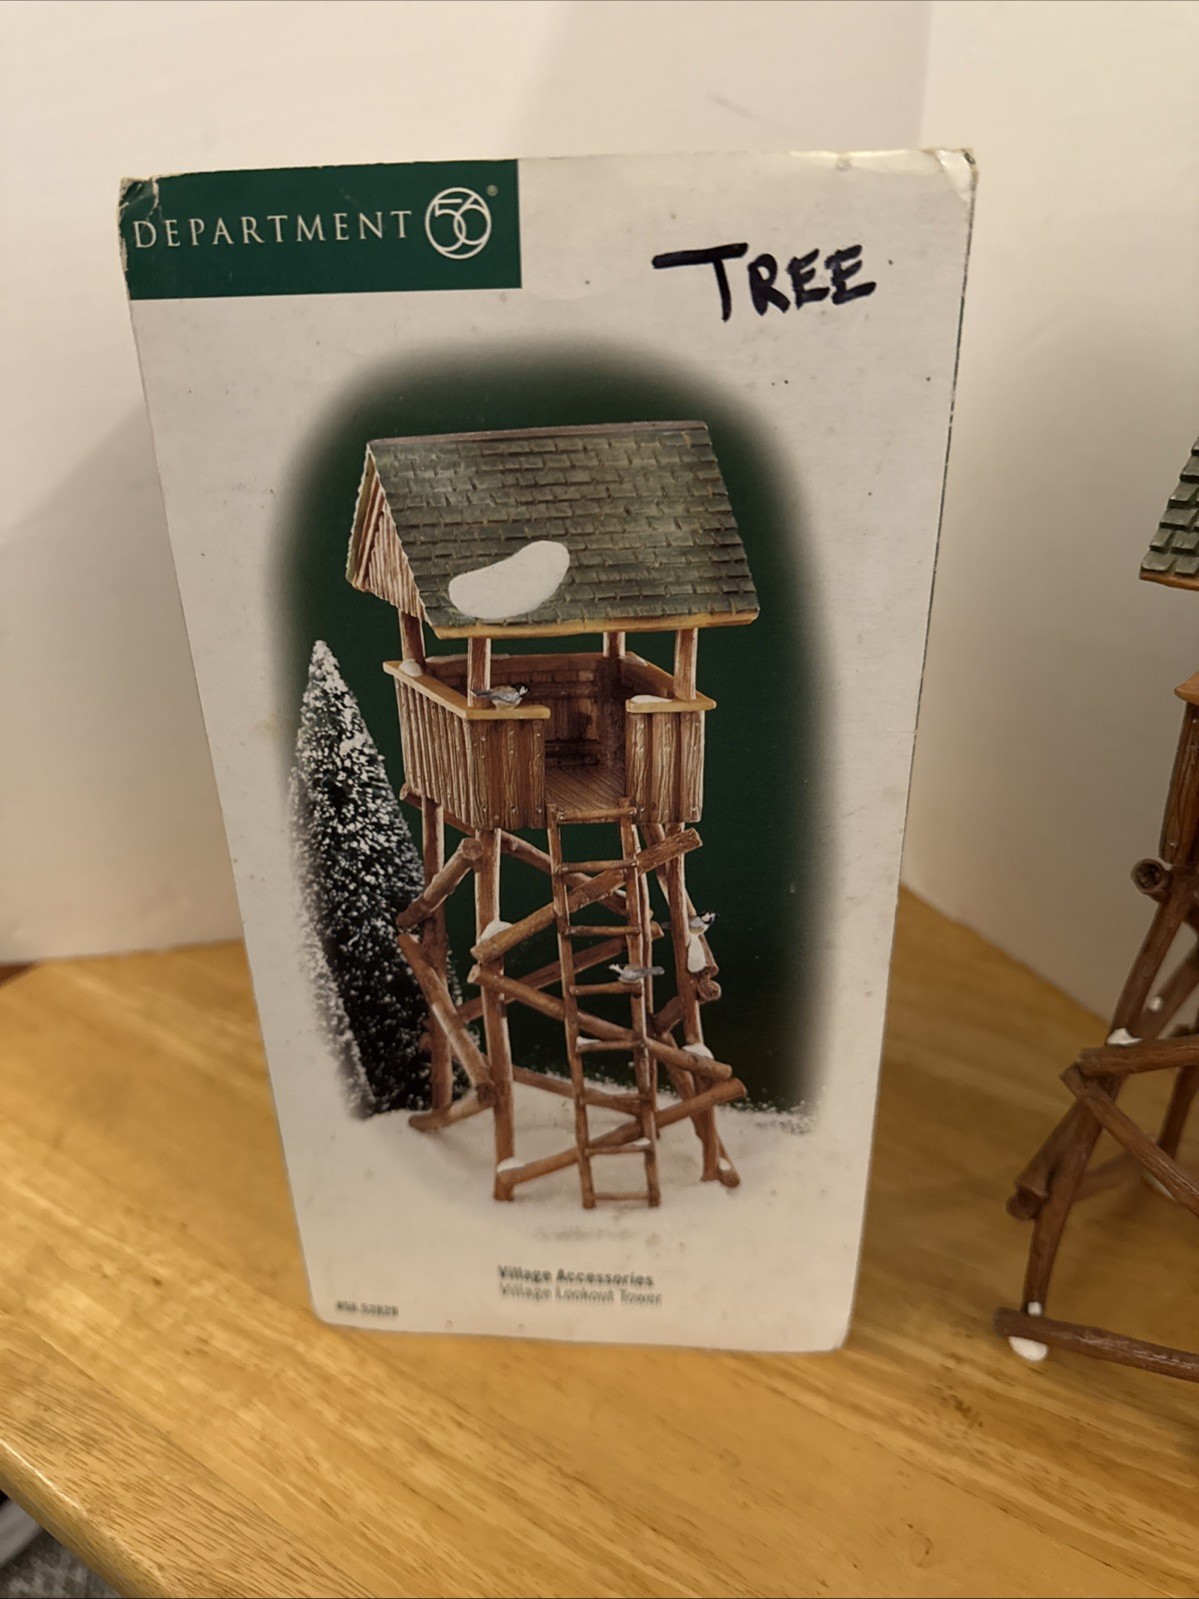 DEPARTMENT 56®
TREE
Village Accessories
Village Lookout Tower